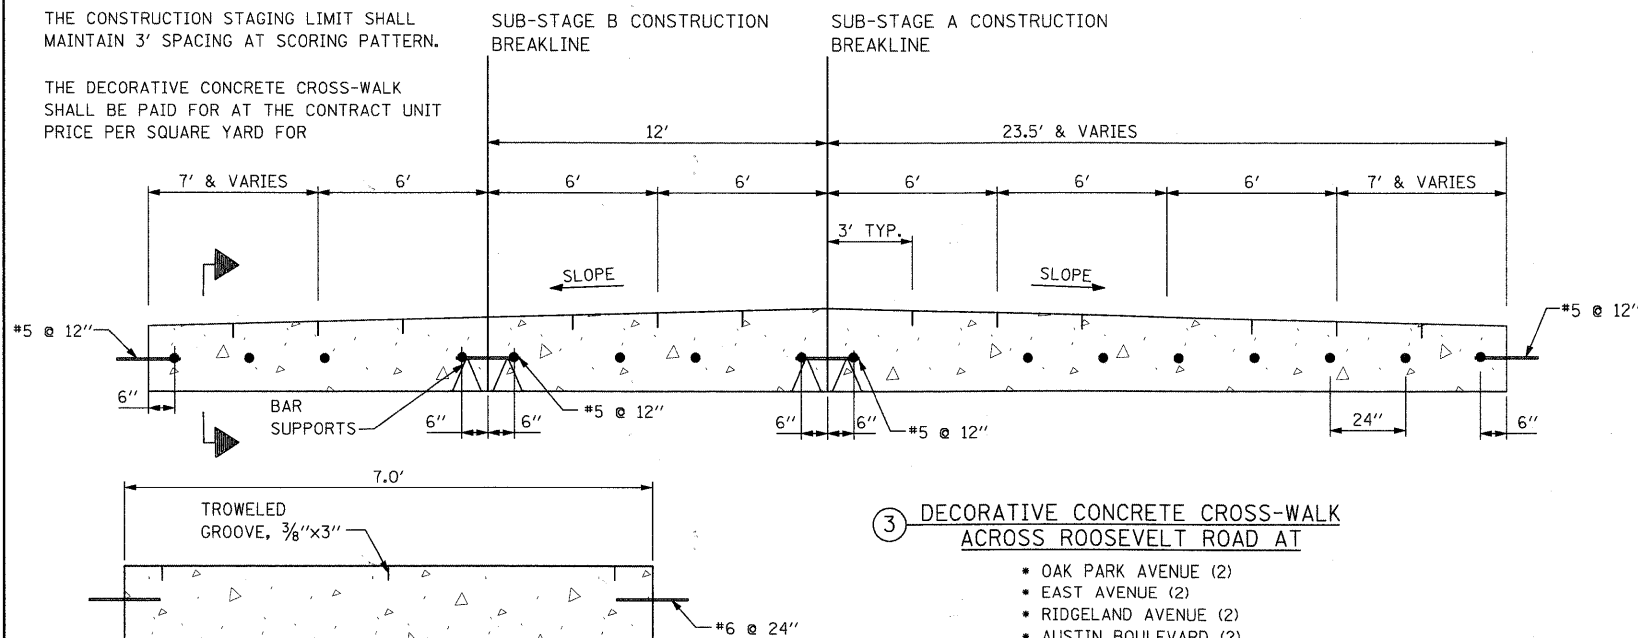 THE CONSTRUCTION STAGING LIMIT SHALL
MAINTAIN 3' SPACING AT SCORING PATTERN.
THE DECORATIVE CONCRETE CROSS-WALK
SHALL BE PAID FOR AT THE CONTRACT UNIT
PRICE PER SQUARE YARD FOR
SUB-STAGE B CONSTRUCTION
BREAKLINE
SUB-STAGE A CONSTRUCTION
BREAKLINE
12'
23.5' & VARIES
7' & VARIES
6'
6'
6'
6'
6'
6'
7' & VARIES
3' TYP.
SLOPE
SLOPE
#5 @ 12"
#5 @ 12"
6"
BAR
SUPPORTS
6"
6"
#5 @ 12"
6"
6"
#5 @ 12"
24"
6"
7.0'
TROWELED
GROOVE, 3/8"x3"
#6 @ 24"
3
DECORATIVE CONCRETE CROSS-WALK
ACROSS ROOSEVELT ROAD AT
* OAK PARK AVENUE (2)
* EAST AVENUE (2)
* RIDGELAND AVENUE (2)
* AUSTIN BOULEVARD (2)